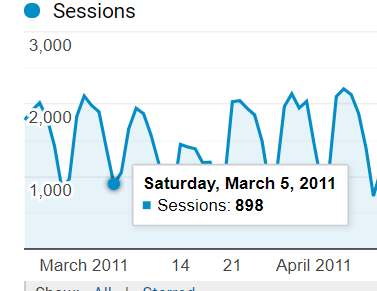 Sessions
3,000
2,000
1,000
Saturday, March 5, 2011
Sessions: 898
March 2011 14 21 April 2011